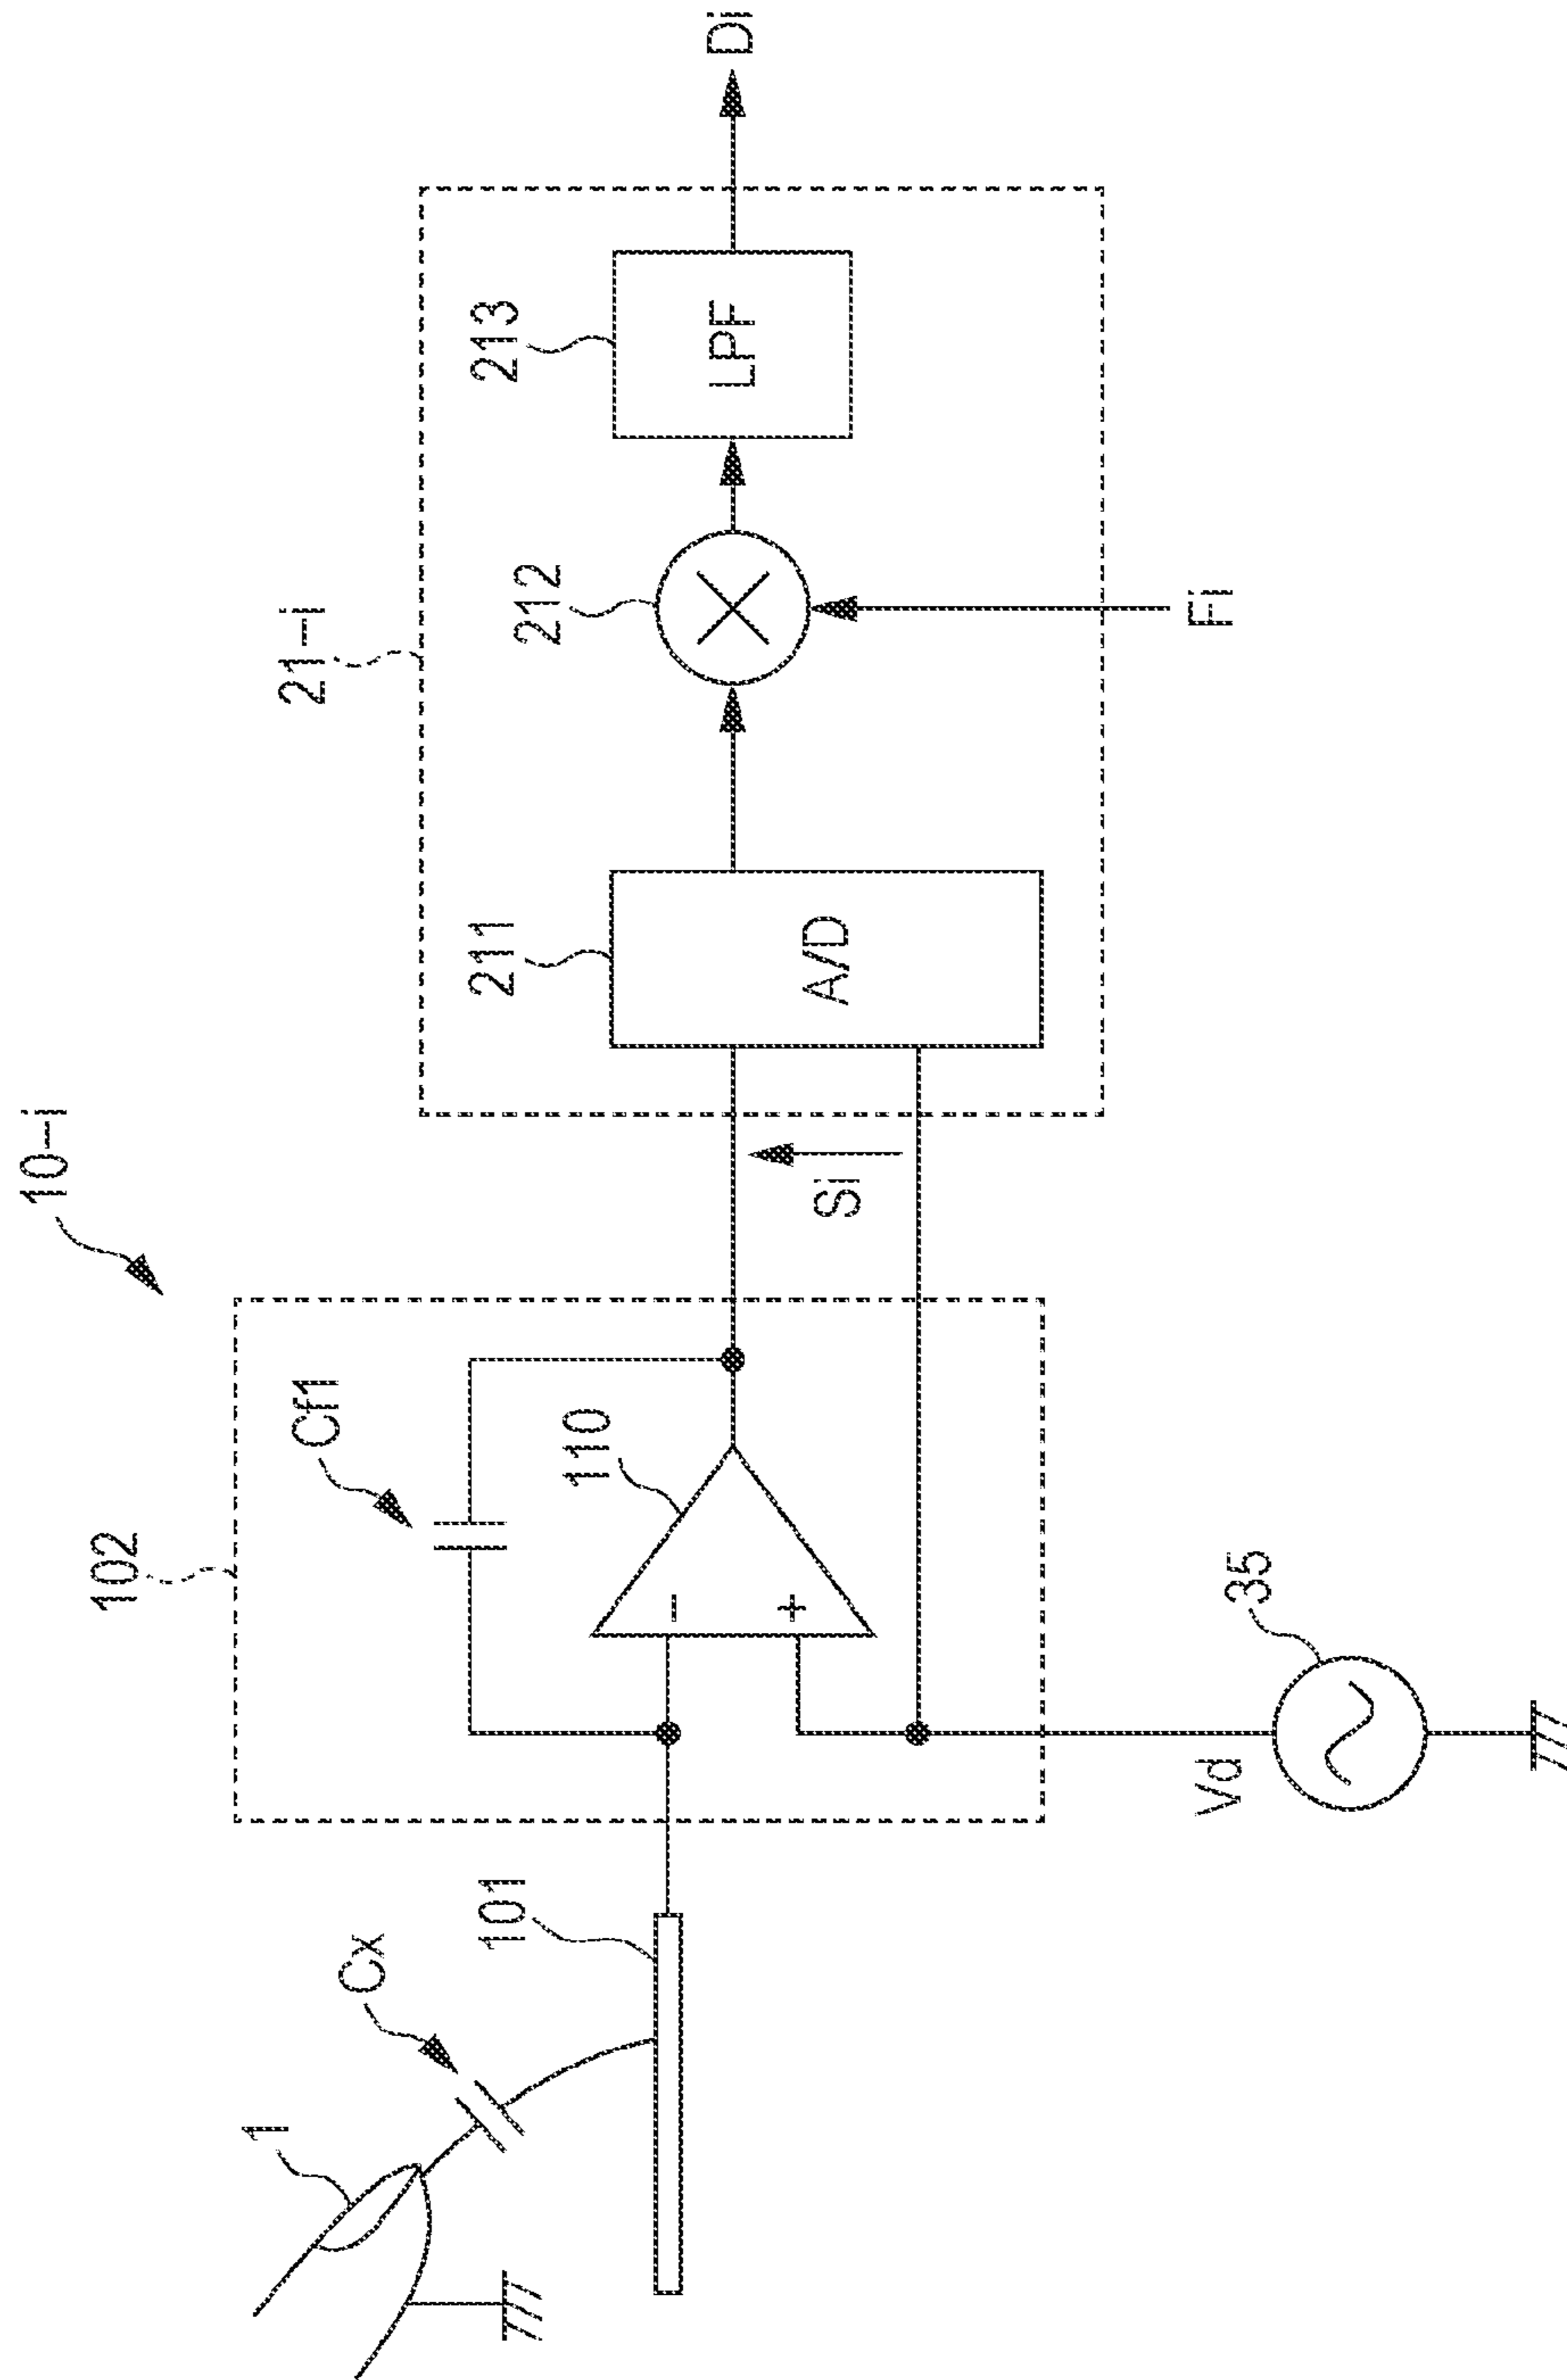 10-i
102
Cf1
110
1
Cx
101
Vd
35
Si
21-i
211
A/D
212
213
LPF
Fi
Di